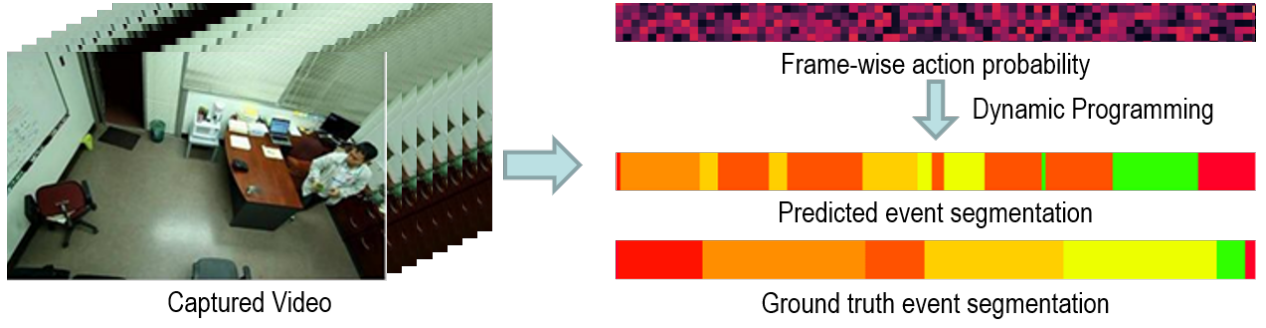 Captured Video
Frame-wise action probability
Dynamic Programming
Predicted event segmentation
Ground truth event segmentation